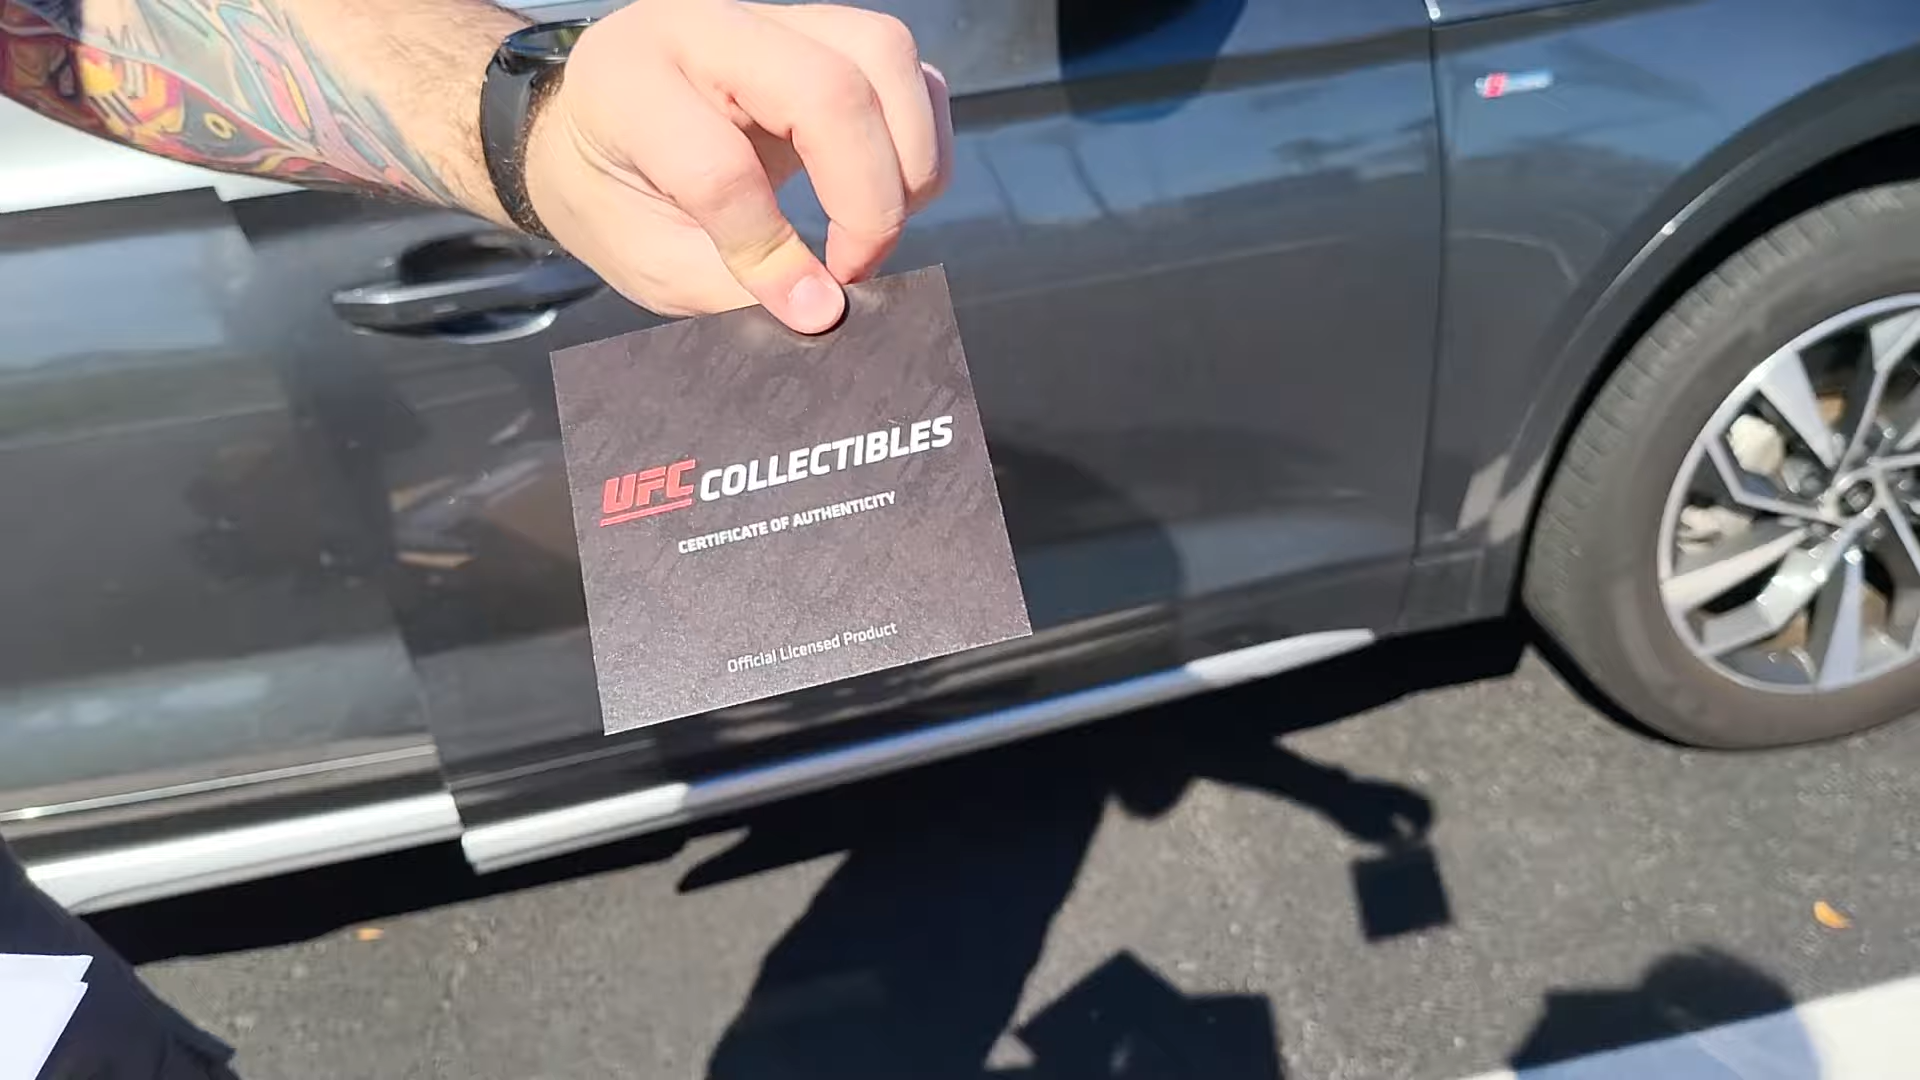 UFC COLLECTIBLES
CERTIFICATE OF AUTHENTICITY
Official Licensed Product